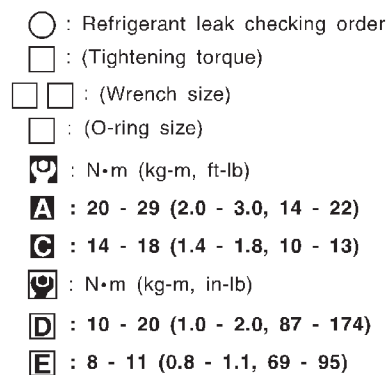 : Refrigerant leak checking order
: (Tightening torque)
: (Wrench size)
: (O-ring size)
: N•m (kg-m, ft-lb)
A : 20 - 29 (2.0 - 3.0, 14 - 22)
C : 14 - 18 (1.4 - 1.8, 10 - 13)
: N•m (kg-m, in-lb)
D : 10 - 20 (1.0 - 2.0, 87 - 174)
E : 8 - 11 (0.8 - 1.1, 69 - 95)